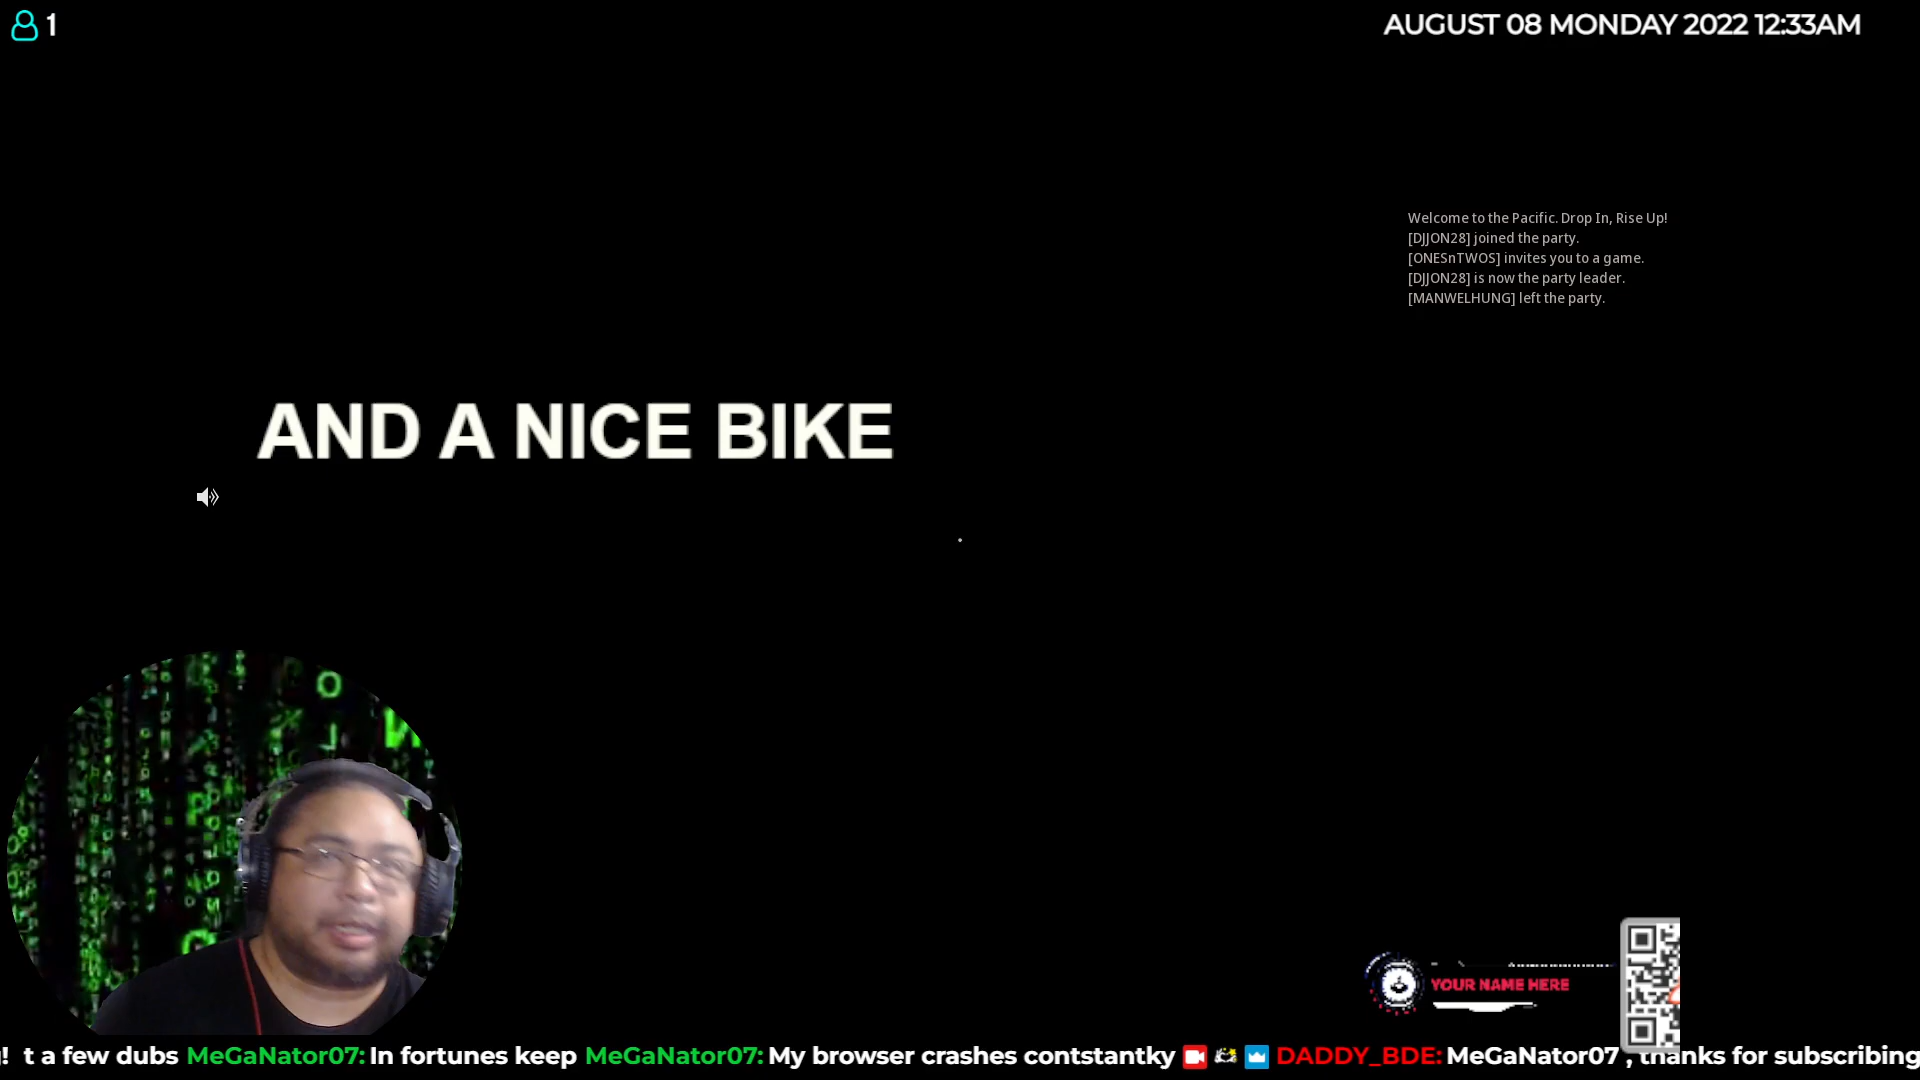 1
AUGUST 08 MONDAY 2022 12:33AM
Welcome to the Pacific. Drop In, Rise Up!
[DJJON28] joined the party.
[ONESnTWOS] invites you to a game.
[DJJON28] is now the party leader.
[MANWELHUNG] left the party.
AND A NICE BIKE
YOUR NAME HERE
! t a few dubs MeGaNator07: In fortunes keep MeGaNator07: My browser crashes contstantky DADDY_BDE: MeGaNator07 , thanks for subscribing